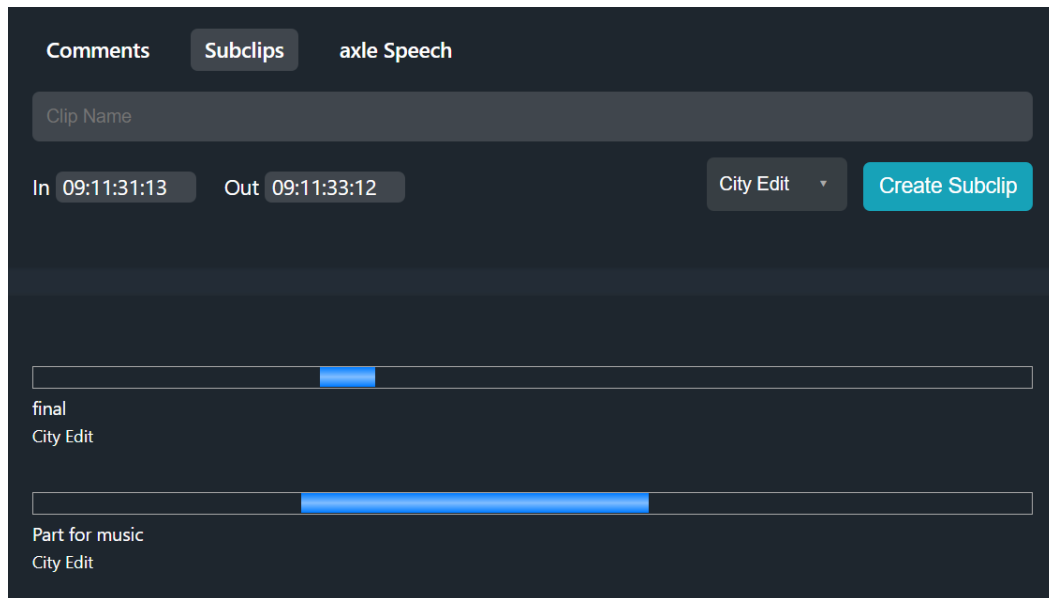 Comments Subclips axle Speech
Clip Name
In 09:11:31:13 Out 09:11:33:12 City Edit Create Subclip
final
City Edit
Part for music
City Edit